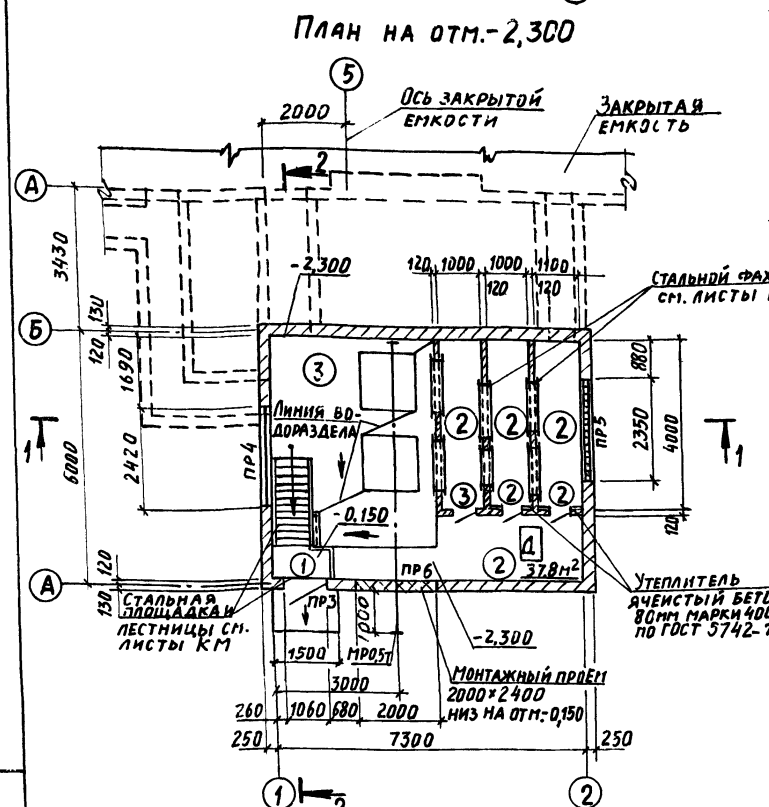 План на отм.-2,300
5
2000
Ось закрытой
емкости
Закрытая
емкость
2
А
3430
-2,300
120 1000 1000 1100
120 120
Стальной фах
см. листы
130
Б
120
1690
3
880
Линия во-
дораздела
2 2 2
ПР5
2350
4000
1 1
6000
2420
ПР4
-0,150
3 2 2
120
Д
1
ПР6
2
37.8м²
120
А
130
Стальная
площадка и
лестницы см.
листы КМ
ПР3
1000
Утеплитель
ячеистый бето
80мм марки 400
по ГОСТ 5742-7
-2,300
1500
МР0,5т
Монтажный проем
2000×2400
низ на отм.-0,150
3000
260 1060 680 2000
250 7300 250
1 2
2